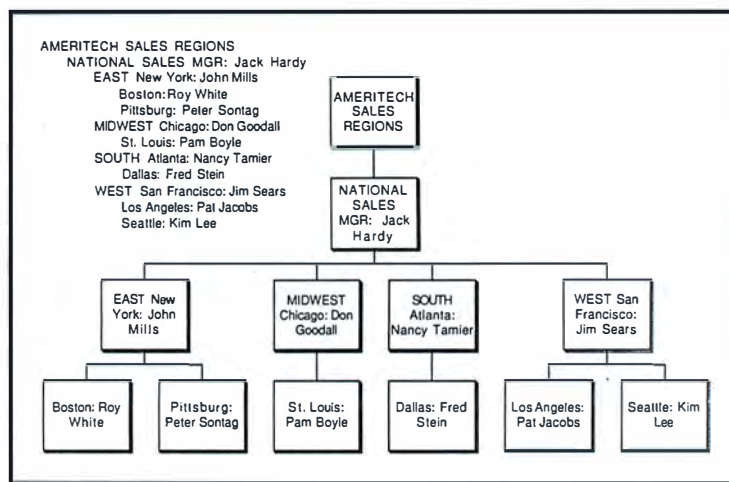 AMERITECH SALES REGIONS
NATIONAL SALES MGR: Jack Hardy
EAST New York: John Mills
Boston: Roy White
Pittsburg: Peter Sontag
MIDWEST Chicago: Don Goodall
St. Louis: Pam Boyle
SOUTH Atlanta: Nancy Tamier
Dallas: Fred Stein
WEST San Francisco: Jim Sears
Los Angeles: Pat Jacobs
Seattle: Kim Lee
AMERITECH
SALES
REGIONS
NATIONAL
SALES
MGR: Jack
Hardy
EAST New
York: John
Mills
MIDWEST
Chicago: Don
Goodall
SOUTH
Atlanta:
Nancy Tamier
WEST San
Francisco:
Jim Sears
Boston: Roy
White
Pittsburg:
Peter Sontag
St. Louis:
Pam Boyle
Dallas: Fred
Stein
Los Angeles:
Pat Jacobs
Seattle: Kim
Lee